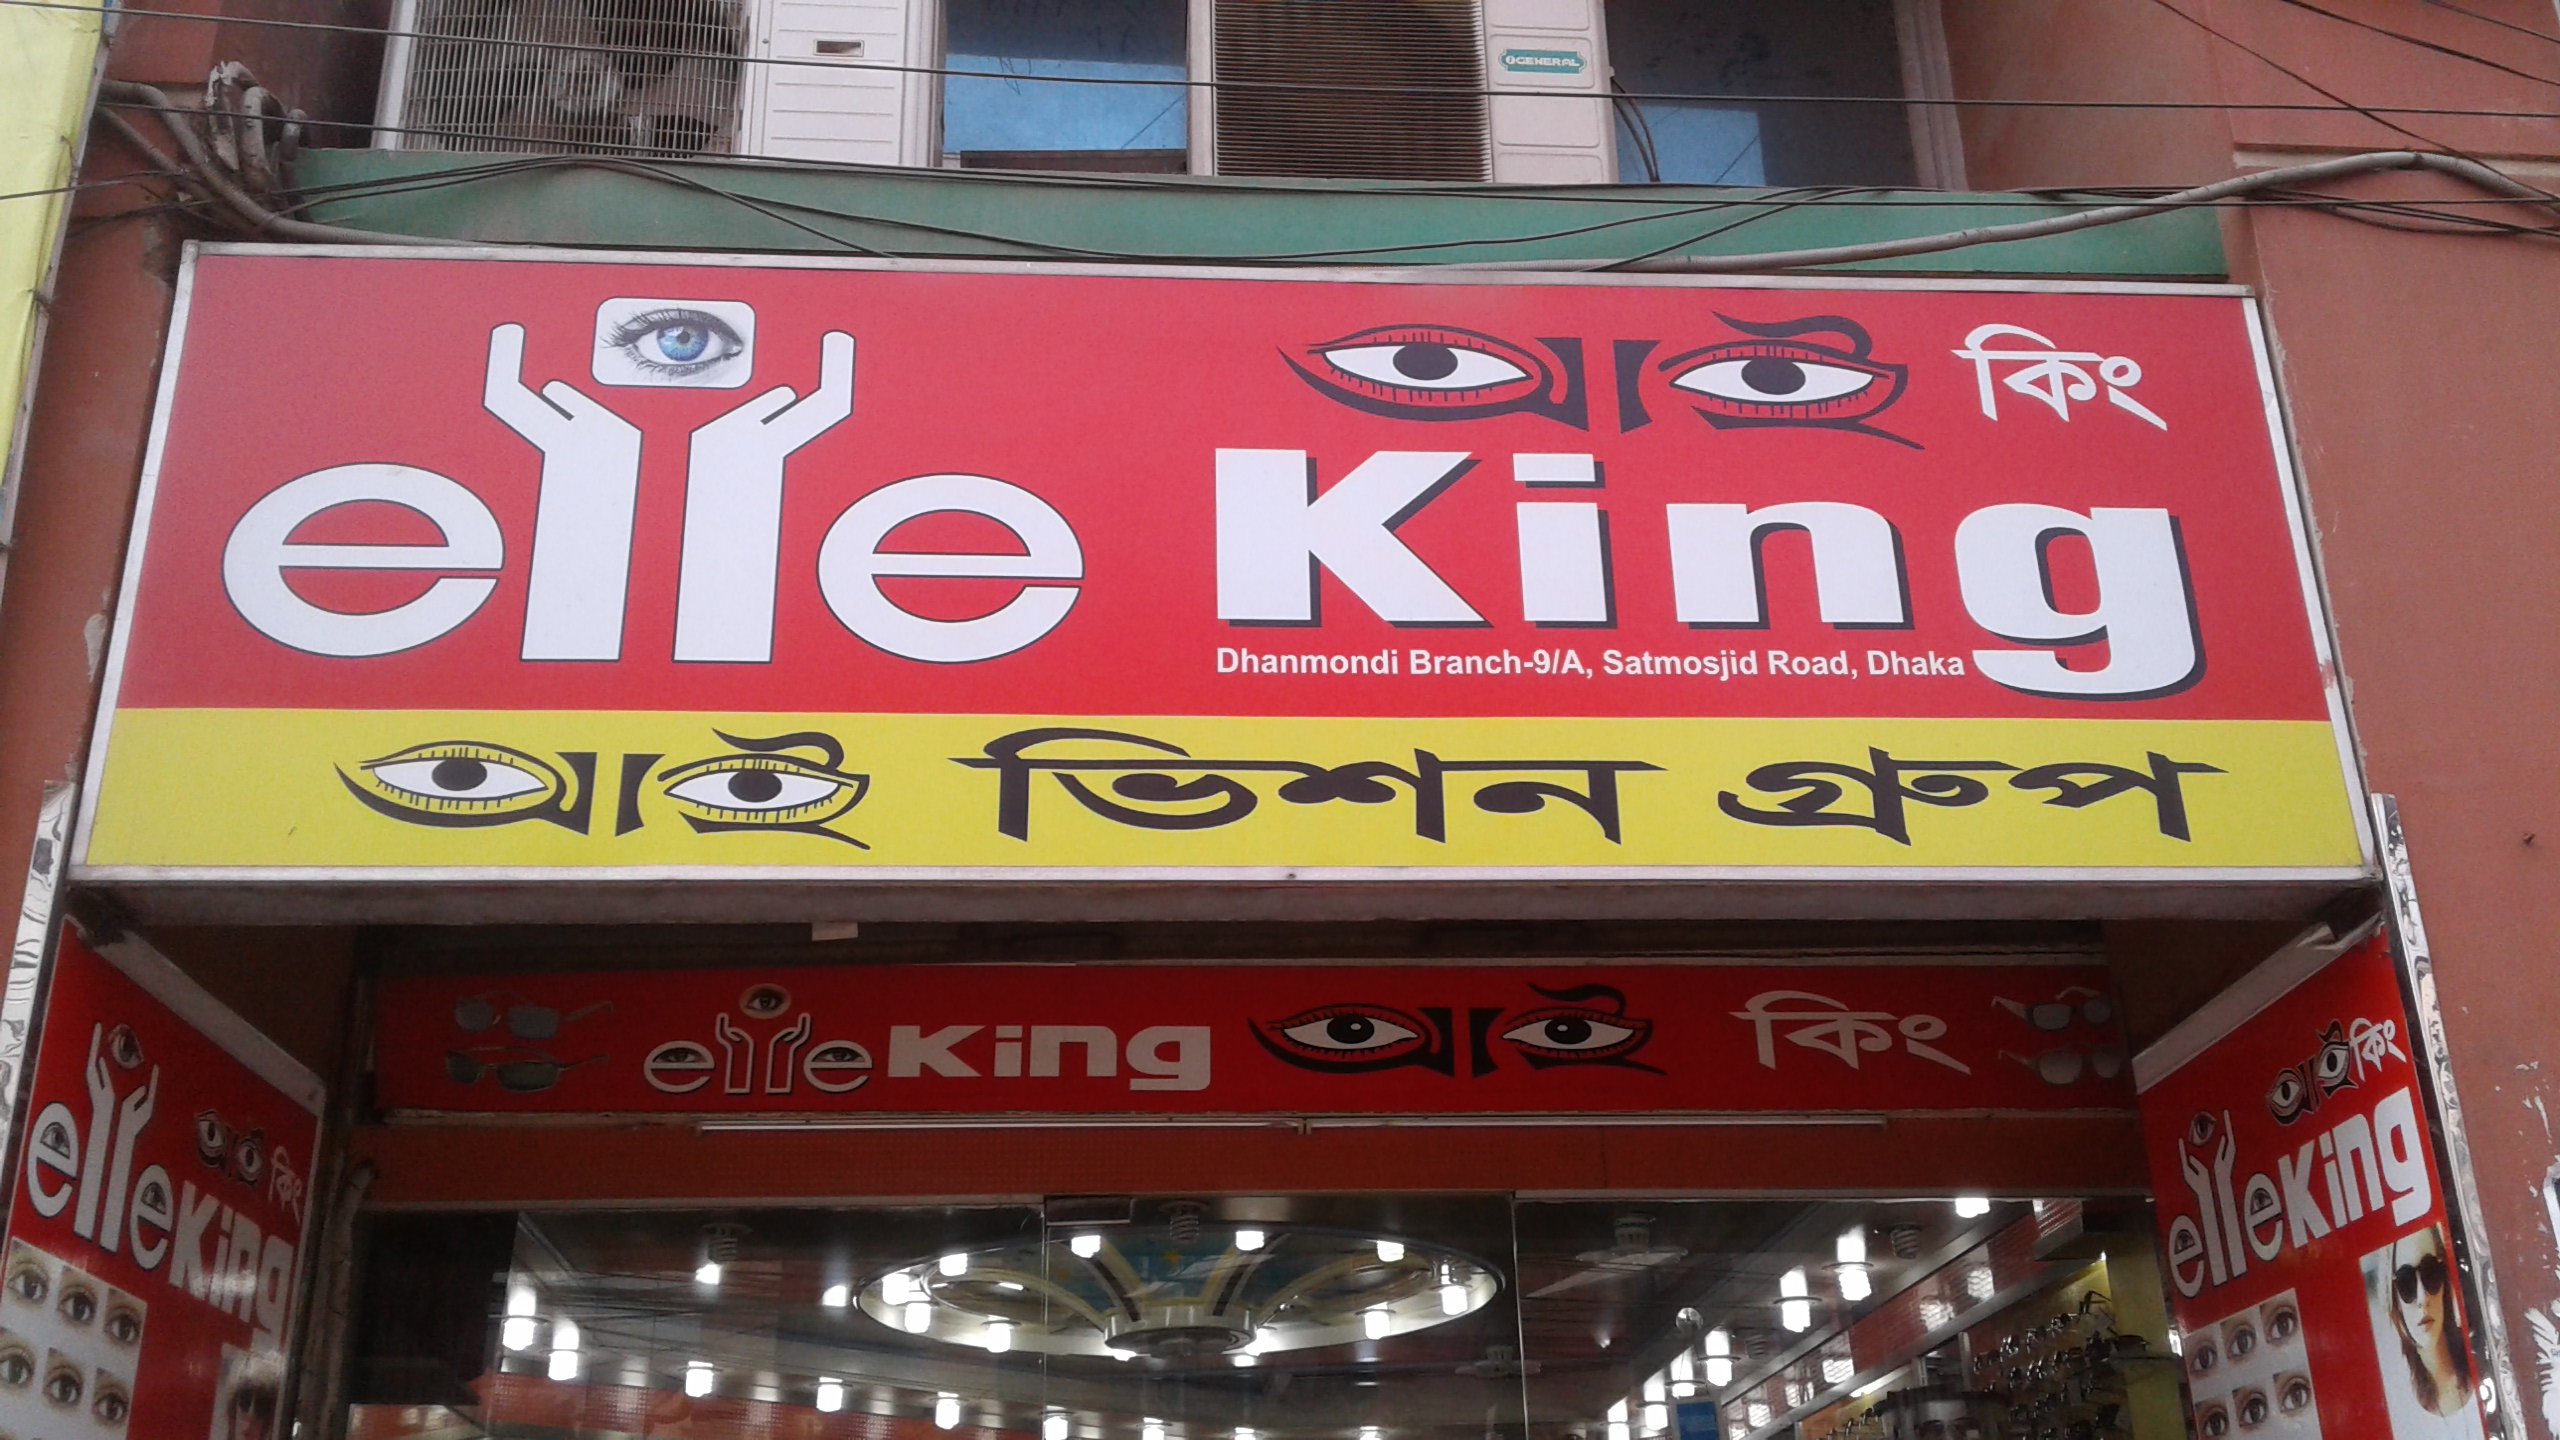 GENERAL
আই কিং
eye King
Dhanmondi Branch-9/A, Satmosjid Road, Dhaka
আই ভিশন গ্রুপ
eye King আই কিং
আই কিং
eye King
আই কিং
eye King